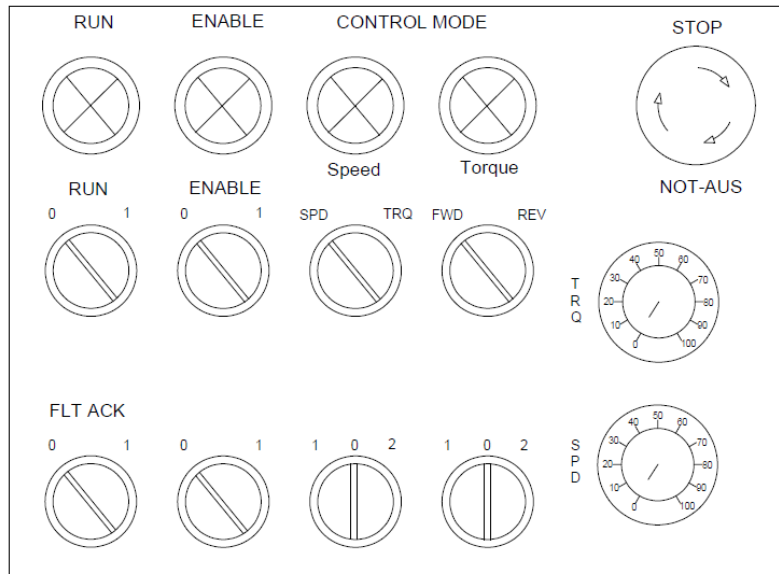 RUN ENABLE CONTROL MODE STOP
Speed Torque
RUN ENABLE NOT-AUS
0 1 0 1 SPD TRQ FWD REV
TRQ
0 10 20 30 40 50 60 70 80 90 100
FLT ACK
0 1 0 1 1 0 2 1 0 2
SPD
0 10 20 30 40 50 60 70 80 90 100